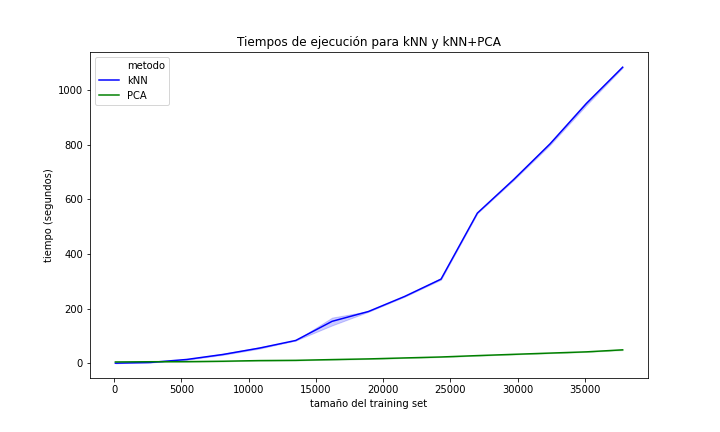 Tiempos de ejecución para kNN y kNN+PCA
metodo
kNN
PCA
1000
800
600
400
200
0
tiempo (segundos)
0 5000 10000 15000 20000 25000 30000 35000
tamaño del training set